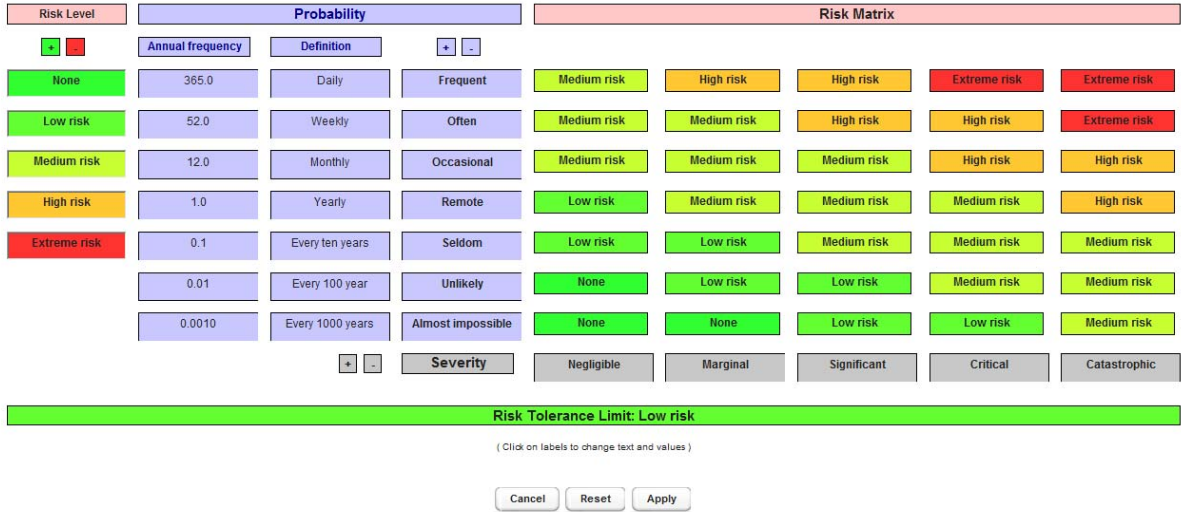 Risk Level Probability Risk Matrix
+ - Annual frequency Definition + -
None 365.0 Daily Frequent Medium risk High risk High risk Extreme risk Extreme risk
Low risk 52.0 Weekly Often Medium risk Medium risk High risk High risk Extreme risk
Medium risk 12.0 Monthly Occasional Medium risk Medium risk Medium risk High risk High risk
High risk 1.0 Yearly Remote Low risk Medium risk Medium risk Medium risk High risk
Extreme risk 0.1 Every ten years Seldom Low risk Low risk Medium risk Medium risk Medium risk
0.01 Every 100 year Unlikely None Low risk Low risk Medium risk Medium risk
0.0010 Every 1000 years Almost impossible None None Low risk Low risk Medium risk
+ - Severity Negligible Marginal Significant Critical Catastrophic
Risk Tolerance Limit: Low risk
( Click on labels to change text and values )
Cancel Reset Apply